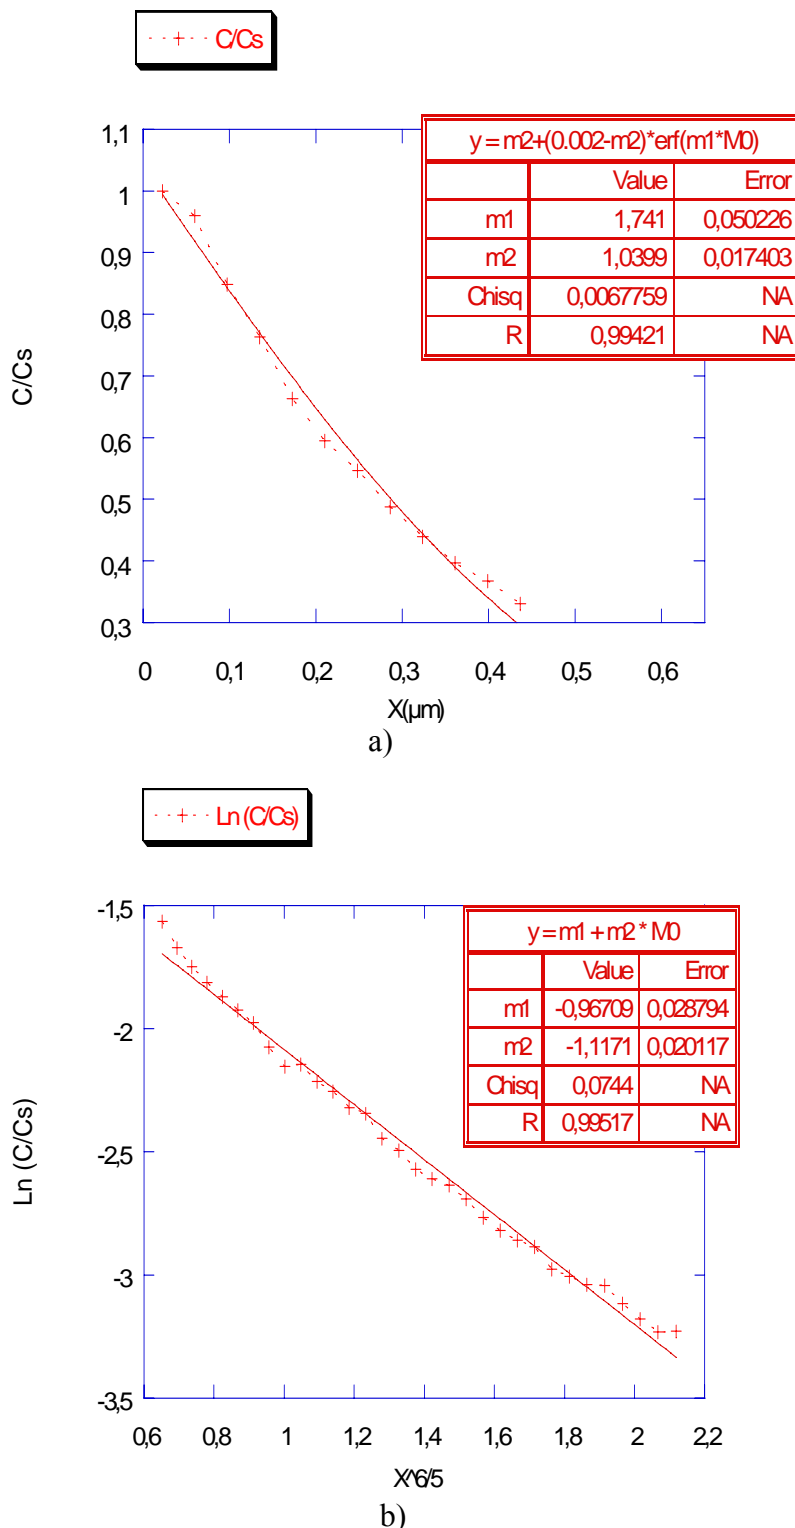 C/Cs
y = m2+(0.002-m2)*erf(m1*M0)
Value Error
m1 1,741 0,050226
m2 1,0399 0,017403
Chisq 0,0067759 NA
R 0,99421 NA
1,1
1
0,9
0,8
0,7
0,6
0,5
0,4
0,3
C/Cs
0 0,1 0,2 0,3 0,4 0,5 0,6
X(µm)
a)
Ln (C/Cs)
y = m1 + m2 * M0
Value Error
m1 -0,96709 0,028794
m2 -1,1171 0,020117
Chisq 0,0744 NA
R 0,99517 NA
-1,5
-2
-2,5
-3
-3,5
Ln (C/Cs)
0,6 0,8 1 1,2 1,4 1,6 1,8 2 2,2
X^6/5
b)